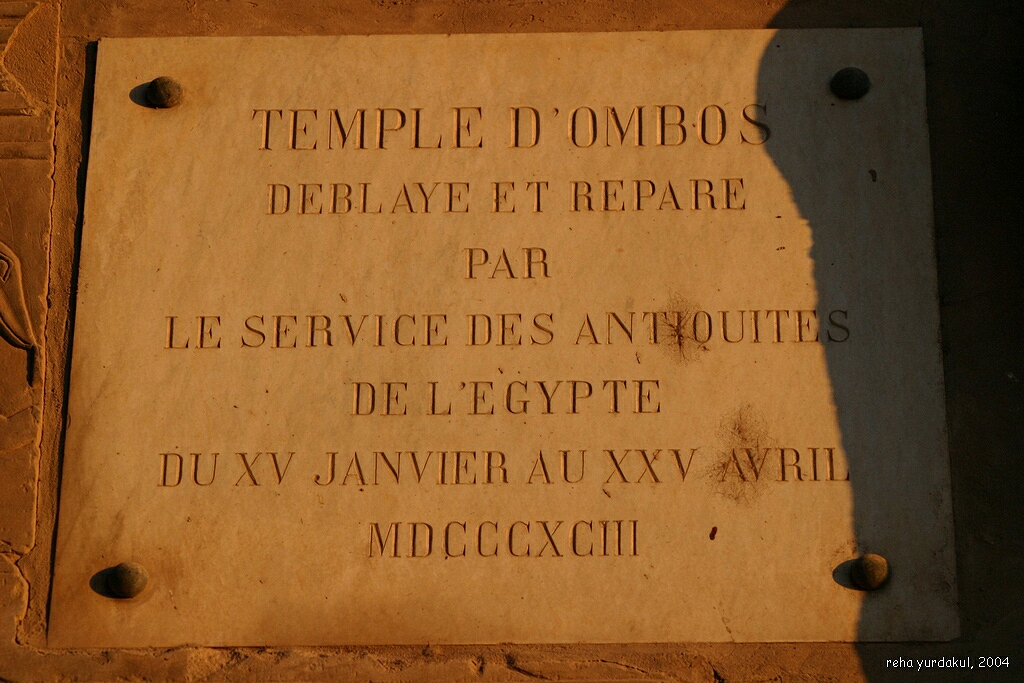 TEMPLE D'OMBOS
DEBLAYE ET REPARE
PAR
LE SERVICE DES ANTIQUITES
DE L'EGYPTE
DU XV JANVIER AU XXV AVRIL
MDCCCXCIII
reha yurdakul, 2004